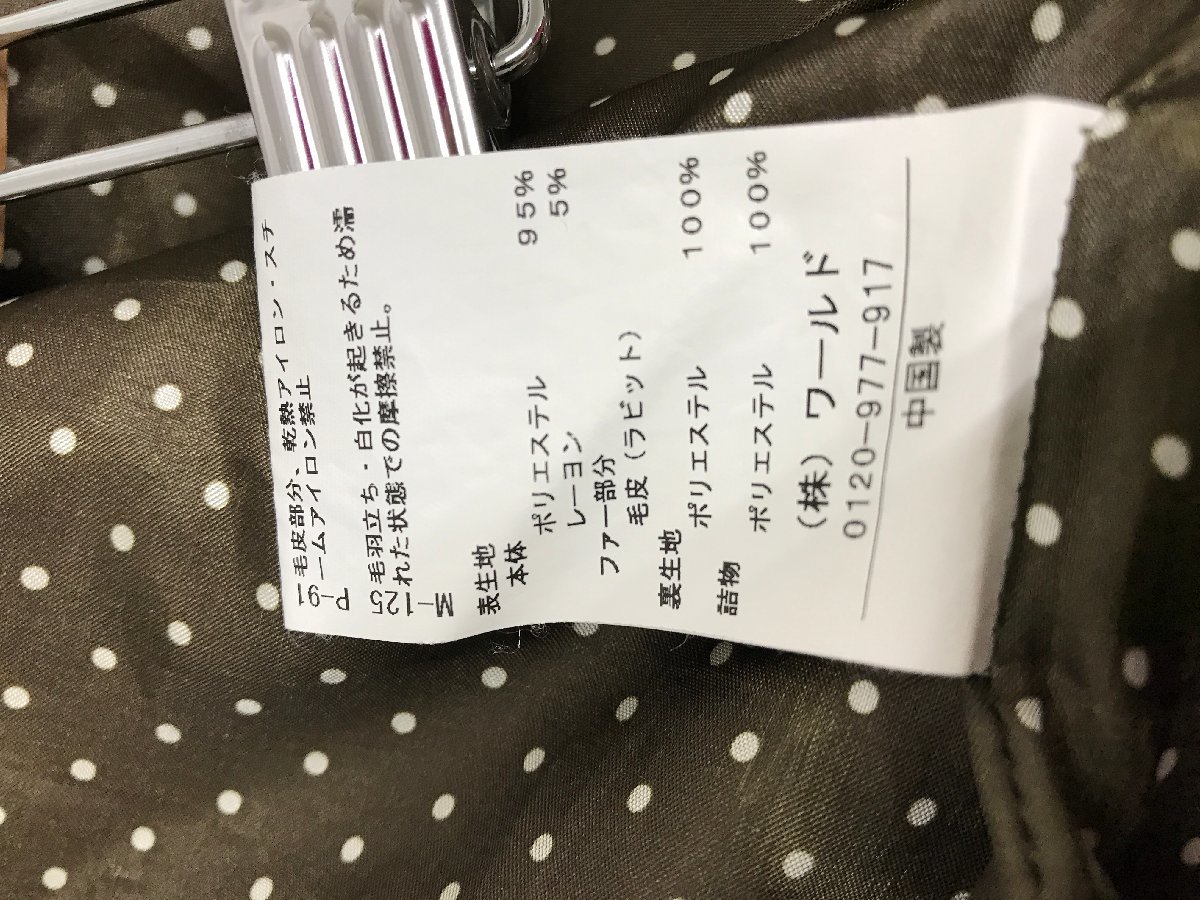 P-9 毛皮部分、乾熱アイロン・スチ
ームアイロン禁止
125 毛羽立ち・白化が起きるため濡
れた状態での摩擦禁止。
表生地
本体
ポリエステル 95%
レーヨン 5%
ファー部分
毛皮(ラビット)
裏生地
ポリエステル 100%
詰物
ポリエステル 100%
(株) ワールド
0120-977-917
中国製